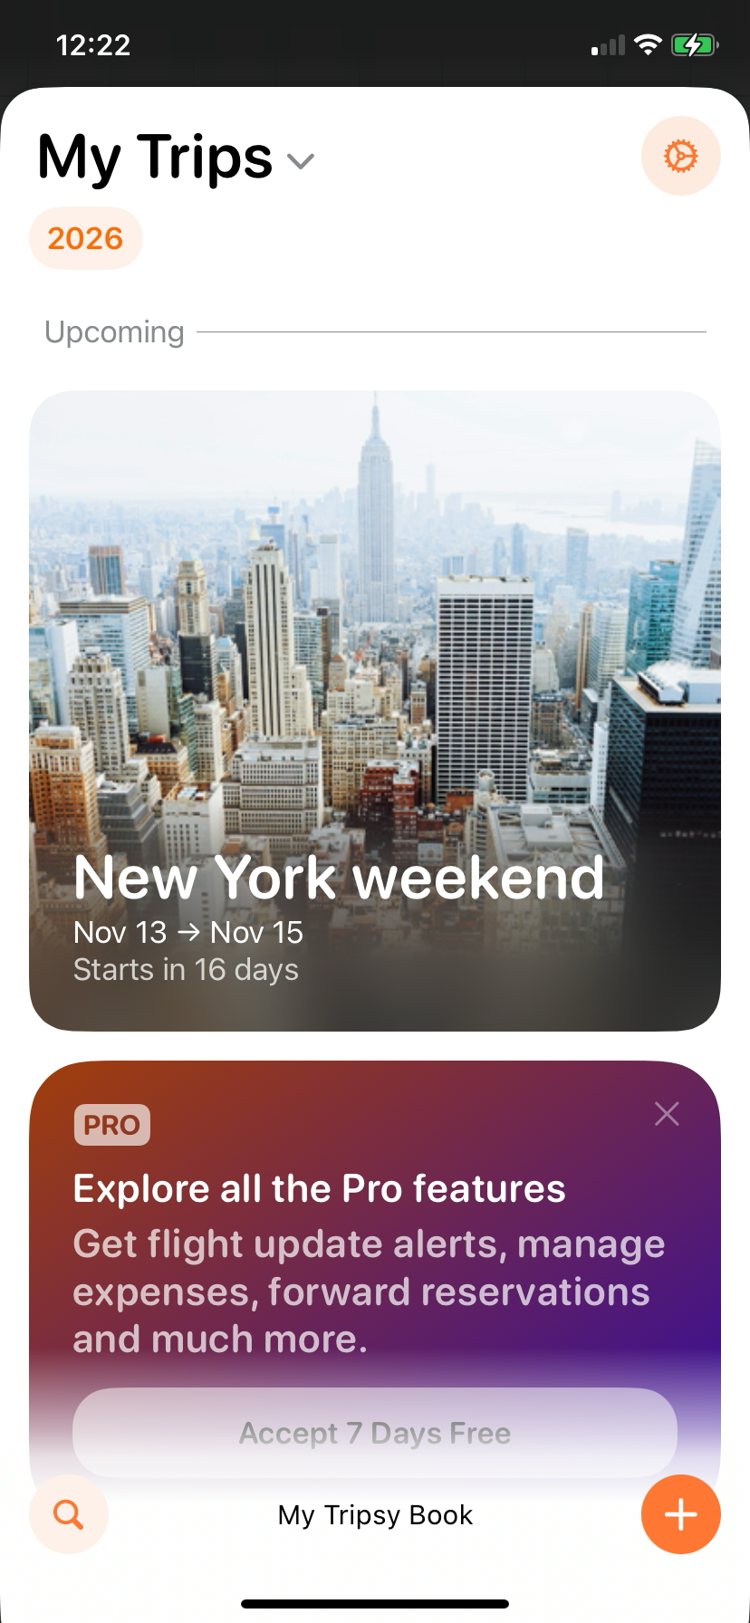 12:22
My Trips
2026
Upcoming
New York weekend
Nov 13 → Nov 15
Starts in 16 days
PRO
Explore all the Pro features
Get flight update alerts, manage
expenses, forward reservations
and much more.
Accept 7 Days Free
My Tripsy Book